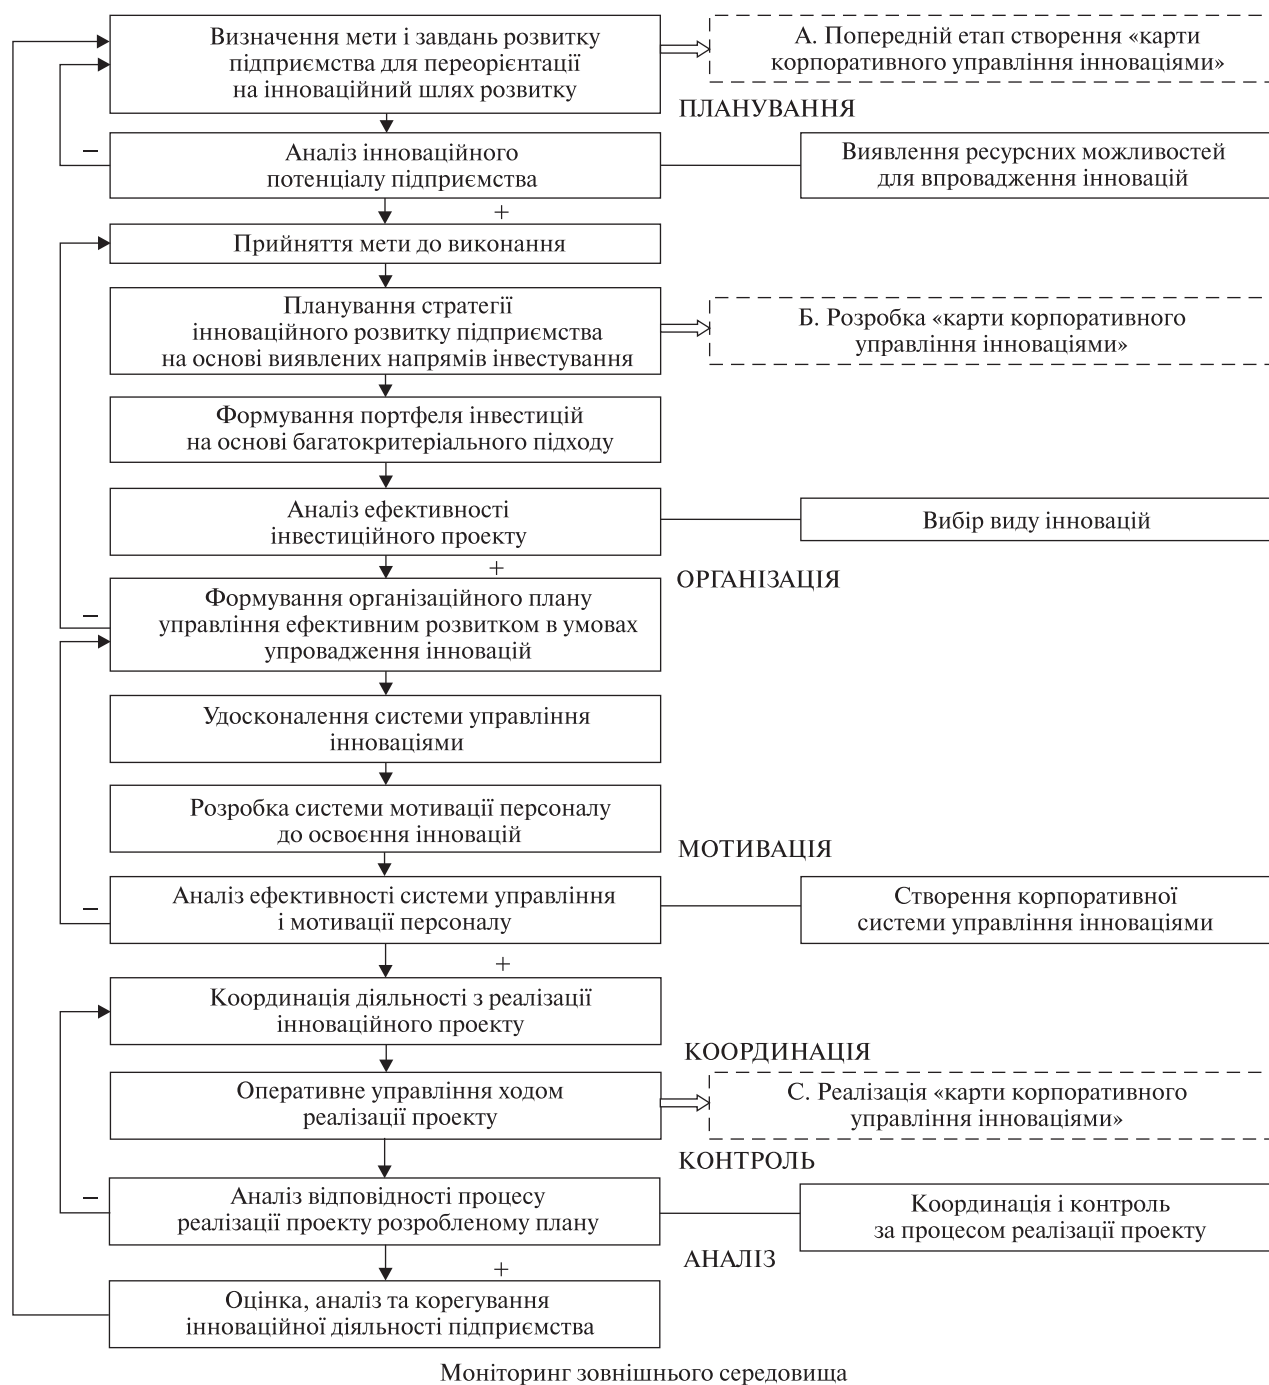 Визначення мети і завдань розвитку
підприємства для переорієнтації
на інноваційний шлях розвитку
А. Попередній етап створення «карти
корпоративного управління інноваціями»
ПЛАНУВАННЯ
–
Аналіз інноваційного
потенціалу підприємства
Виявлення ресурсних можливостей
для впровадження інновацій
+
Прийняття мети до виконання
Планування стратегії
інноваційного розвитку підприємства
на основі виявлених напрямів інвестування
Б. Розробка «карти корпоративного
управління інноваціями»
Формування портфеля інвестицій
на основі багатокритеріального підходу
Аналіз ефективності
інвестиційного проекту
Вибір виду інновацій
+
ОРГАНІЗАЦІЯ
–
Формування організаційного плану
управління ефективним розвитком в умовах
упровадження інновацій
Удосконалення системи управління
інноваціями
Розробка системи мотивації персоналу
до освоєння інновацій
МОТИВАЦІЯ
–
Аналіз ефективності системи управління
і мотивації персоналу
Створення корпоративної
системи управління інноваціями
+
Координація діяльності з реалізації
інноваційного проекту
КООРДИНАЦІЯ
Оперативне управління ходом
реалізації проекту
С. Реалізація «карти корпоративного
управління інноваціями»
КОНТРОЛЬ
–
Аналіз відповідності процесу
реалізації проекту розробленому плану
Координація і контроль
за процесом реалізації проекту
АНАЛІЗ
+
Оцінка, аналіз та корегування
інноваційної діяльності підприємства
Моніторинг зовнішнього середовища